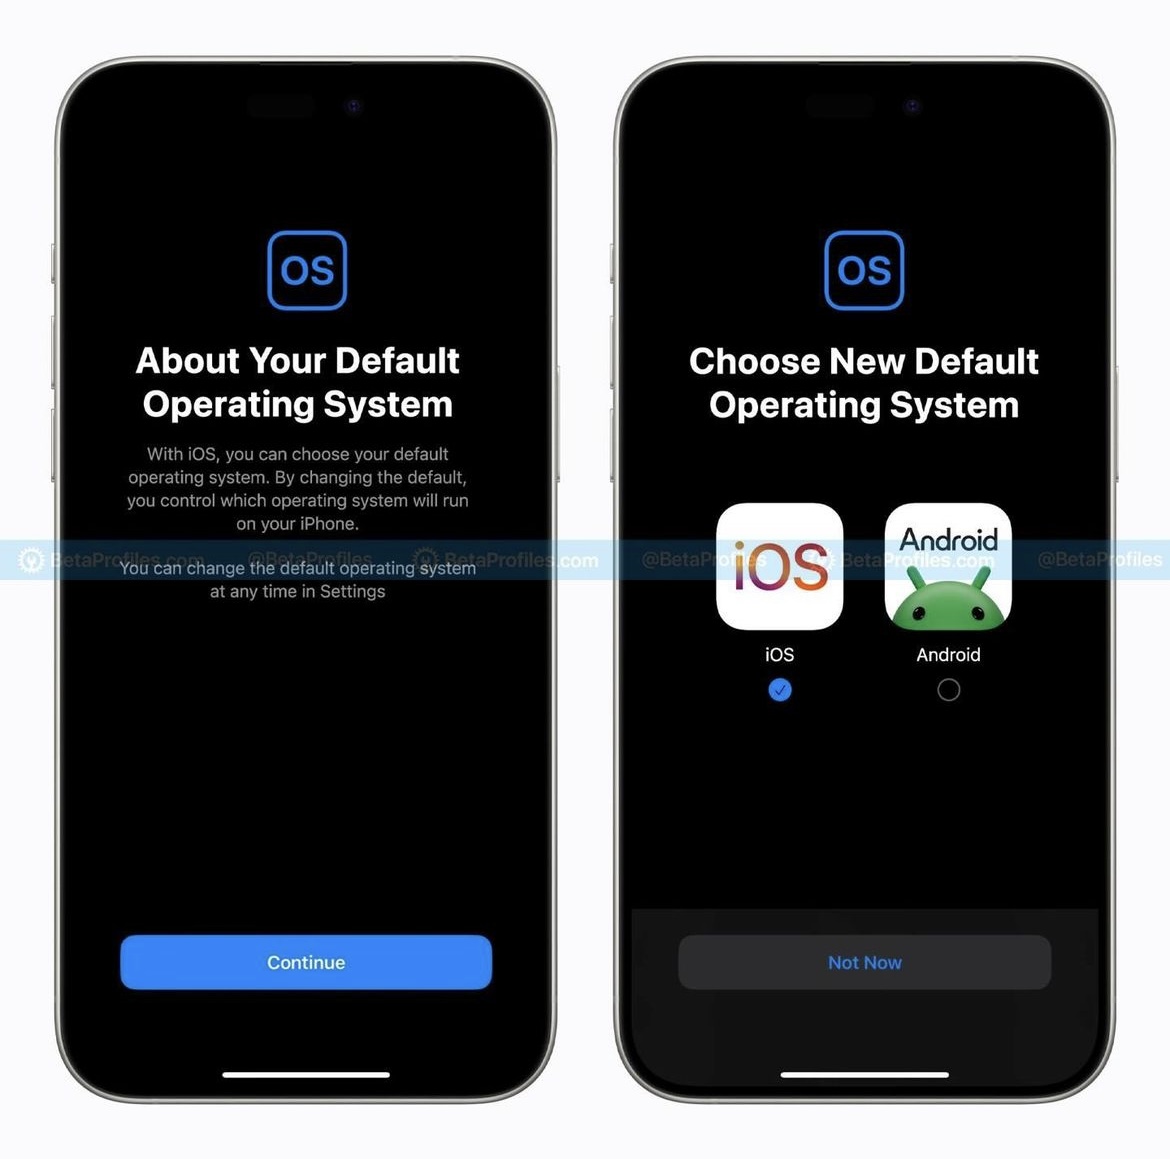 OS
About Your Default
Operating System
With iOS, you can choose your default
operating system. By changing the default,
you control which operating system will run
on your iPhone.
BetaProfiles.com @BetaProfiles BetaProfiles.com
You can change the default operating system
at any time in Settings
Continue
OS
Choose New Default
Operating System
@BetaProfiles BetaProfiles.com @BetaProfiles
iOS
Android
iOS
Android
Not Now